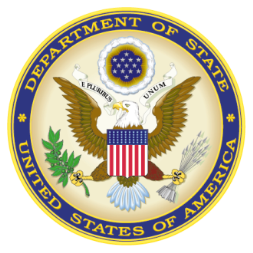 DEPARTMENT OF STATE
E PLURIBUS UNUM
UNITED STATES OF AMERICA